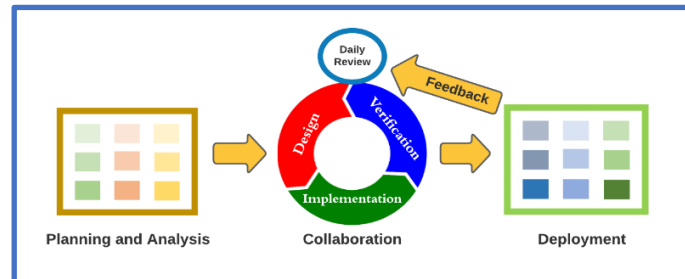 Daily
Review
Feedback
Design
Verification
Implementation
Planning and Analysis
Collaboration
Deployment